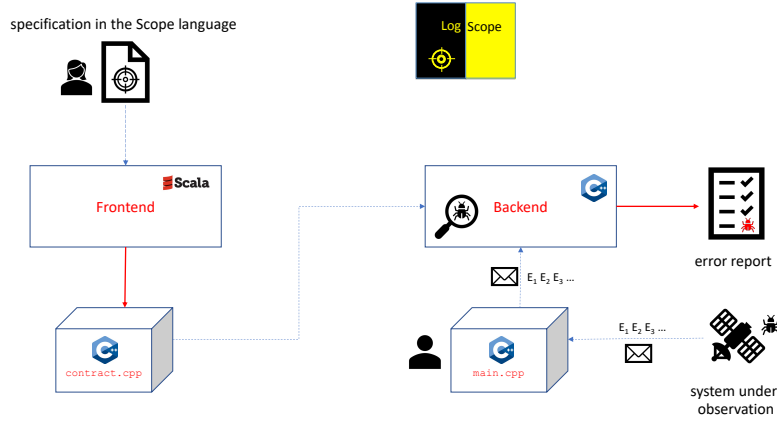 specification in the Scope language
Log Scope
Scala
Frontend
C++
Backend
error report
E₁ E₂ E₃ ...
E₁ E₂ E₃ ...
C++
contract.cpp
C++
main.cpp
system under
observation